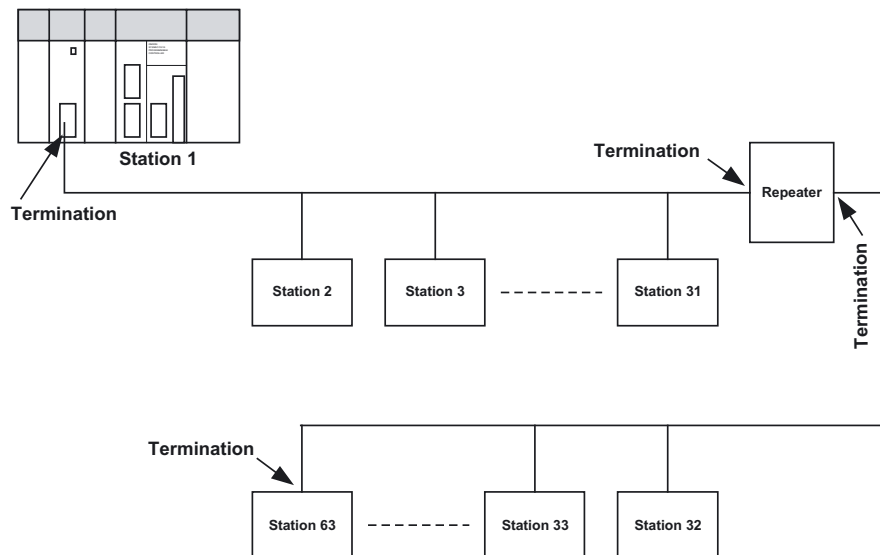 Station 1
Termination
Termination
Repeater
Termination
Station 2
Station 3
Station 31
Termination
Station 63
Station 33
Station 32